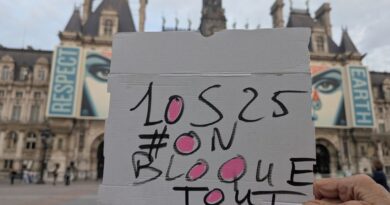 RESPECT
EARTH
10S25
#ON
BLOQUE
TOUT